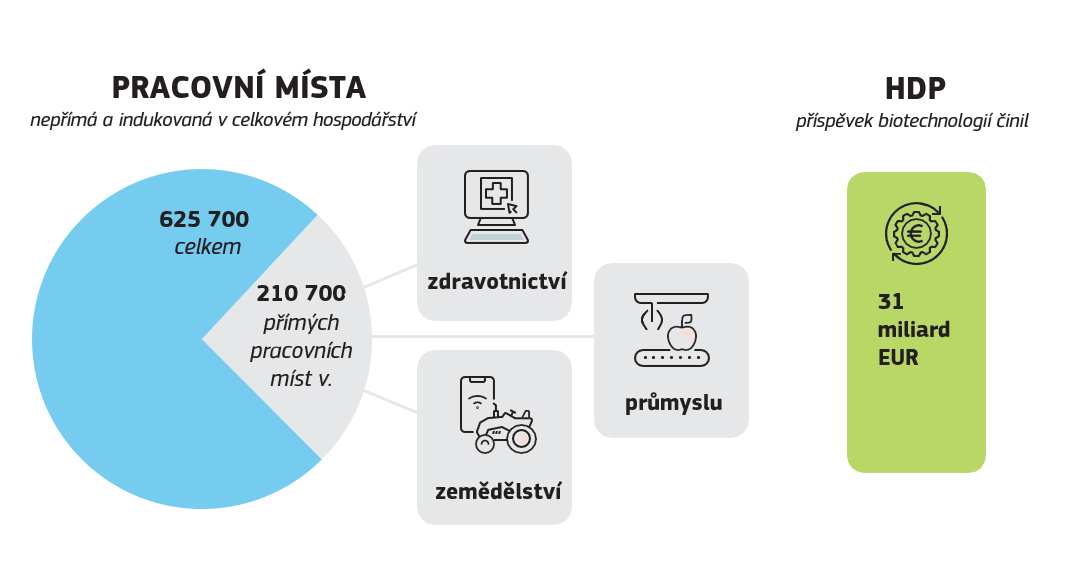 PRACOVNÍ MÍSTA
nepřímá a indukovaná v celkovém hospodářství
625 700
celkem
210 700
přímých
pracovních
míst v.
zdravotnictví
průmyslu
zemědělství
HDP
příspěvek biotechnologií činil
31
miliard
EUR